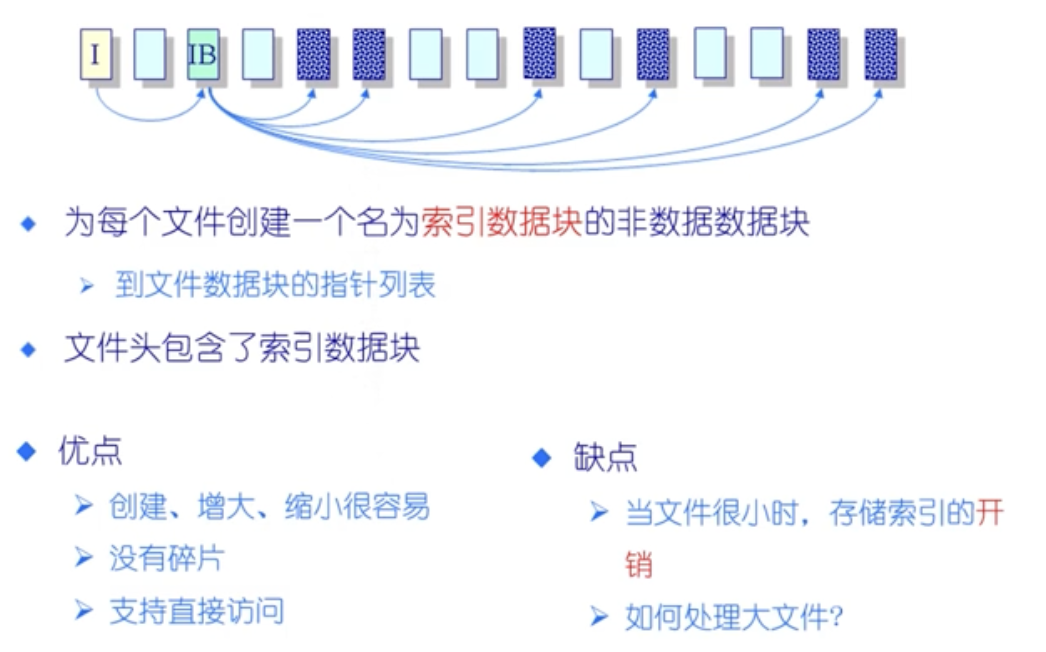 I IB
为每个文件创建一个名为索引数据块的非数据数据块
到文件数据块的指针列表
文件头包含了索引数据块
优点
创建、增大、缩小很容易
没有碎片
支持直接访问
缺点
当文件很小时，存储索引的开
销
如何处理大文件?